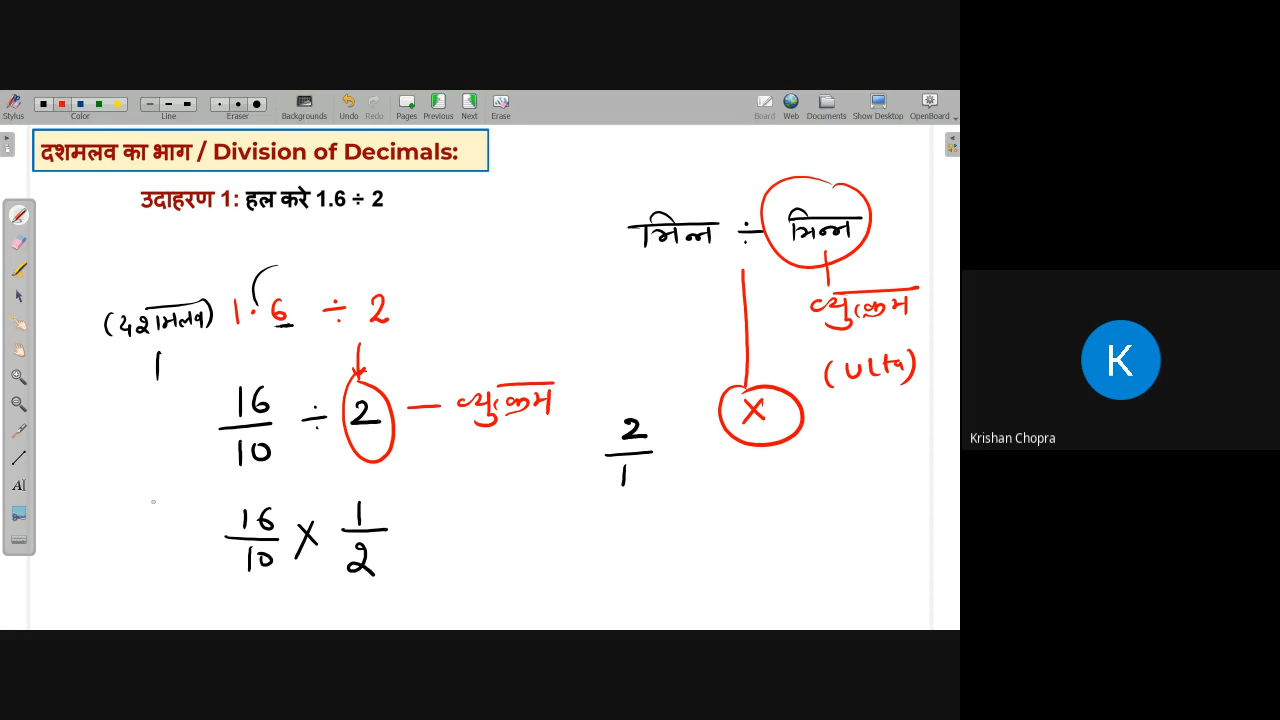 Stylus Color Line Eraser Backgrounds Undo Redo Pages Previous Next Erase Board Web Documents Show Desktop OpenBoard
दशमलव का भाग / Division of Decimals:
उदाहरण 1: हल करे 1.6 ÷ 2
भिन्न ÷ भिन्न
व्युत्क्रम
(Ulta)
×
(दशमलव) 1.6 ÷ 2
1
16/10 ÷ 2 — व्युत्क्रम
2/1
16/10 × 1/2
Krishan Chopra
K